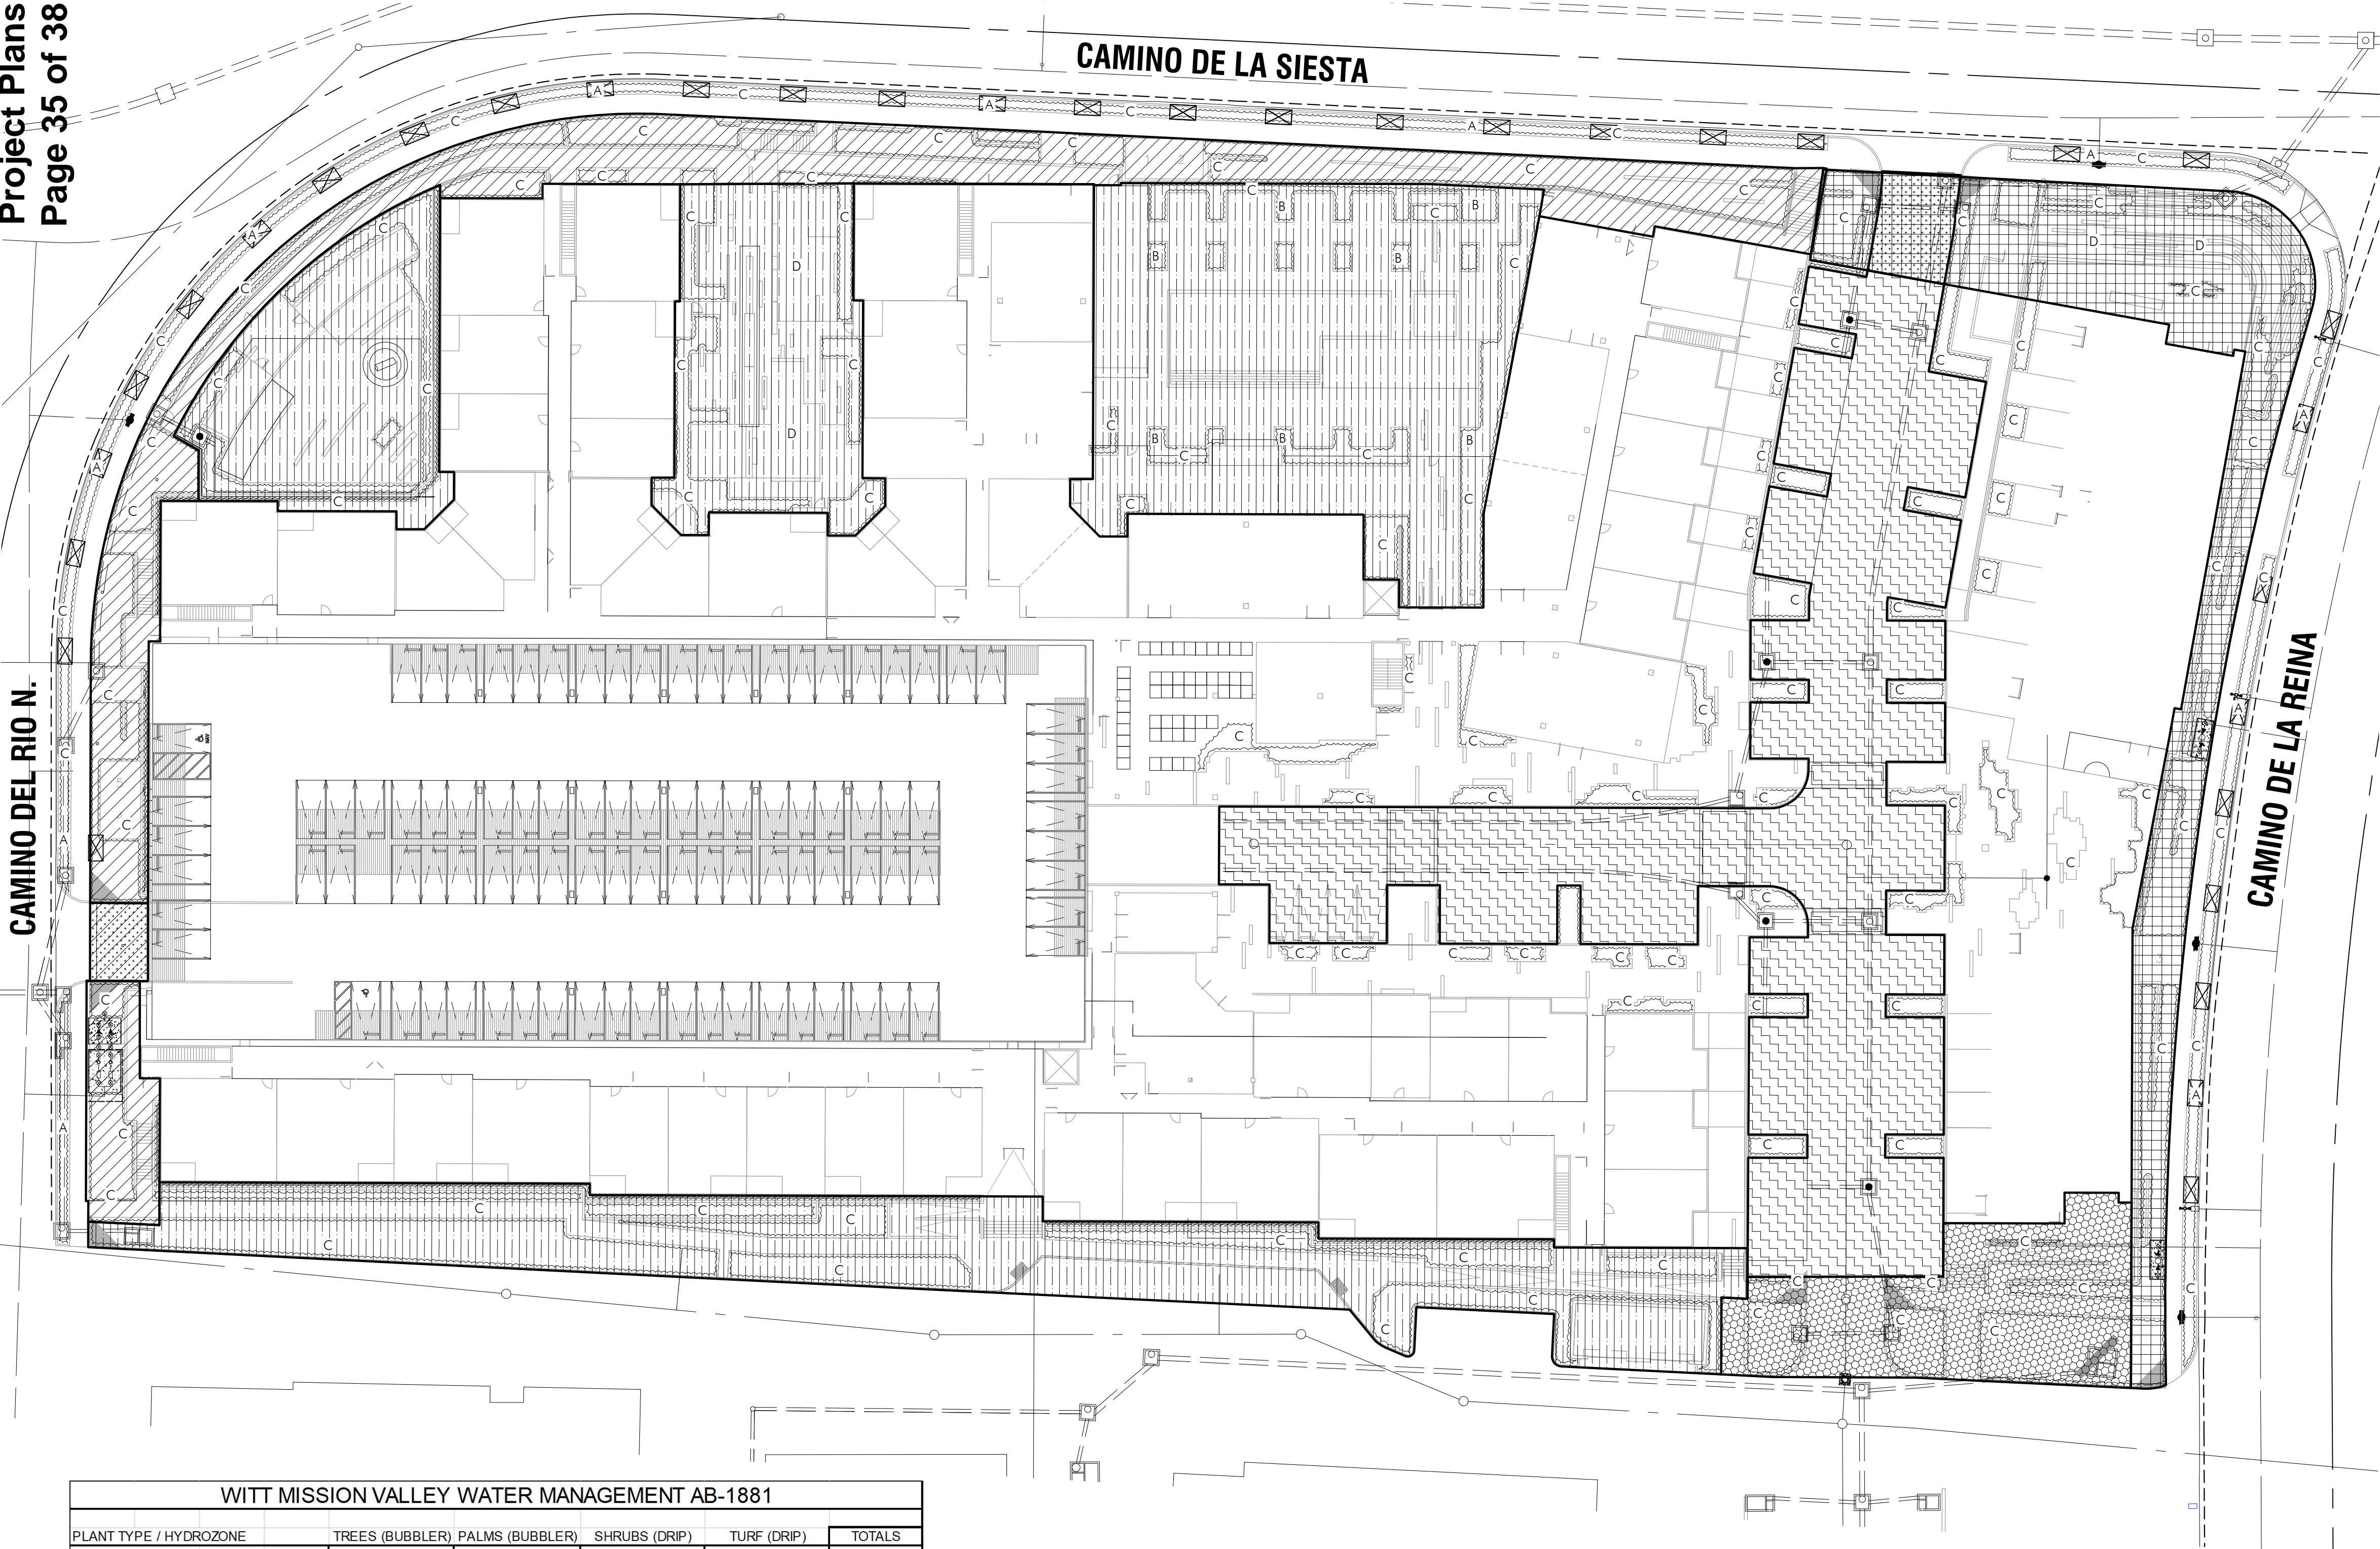 Project Plans
Page 35 of 38
CAMINO DE LA SIESTA
CAMINO DEL RIO N.
CAMINO DE LA REINA
A
B
C
D
WITT MISSION VALLEY WATER MANAGEMENT AB-1881
PLANT TYPE / HYDROZONE TREES (BUBBLER) PALMS (BUBBLER) SHRUBS (DRIP) TURF (DRIP) TOTALS